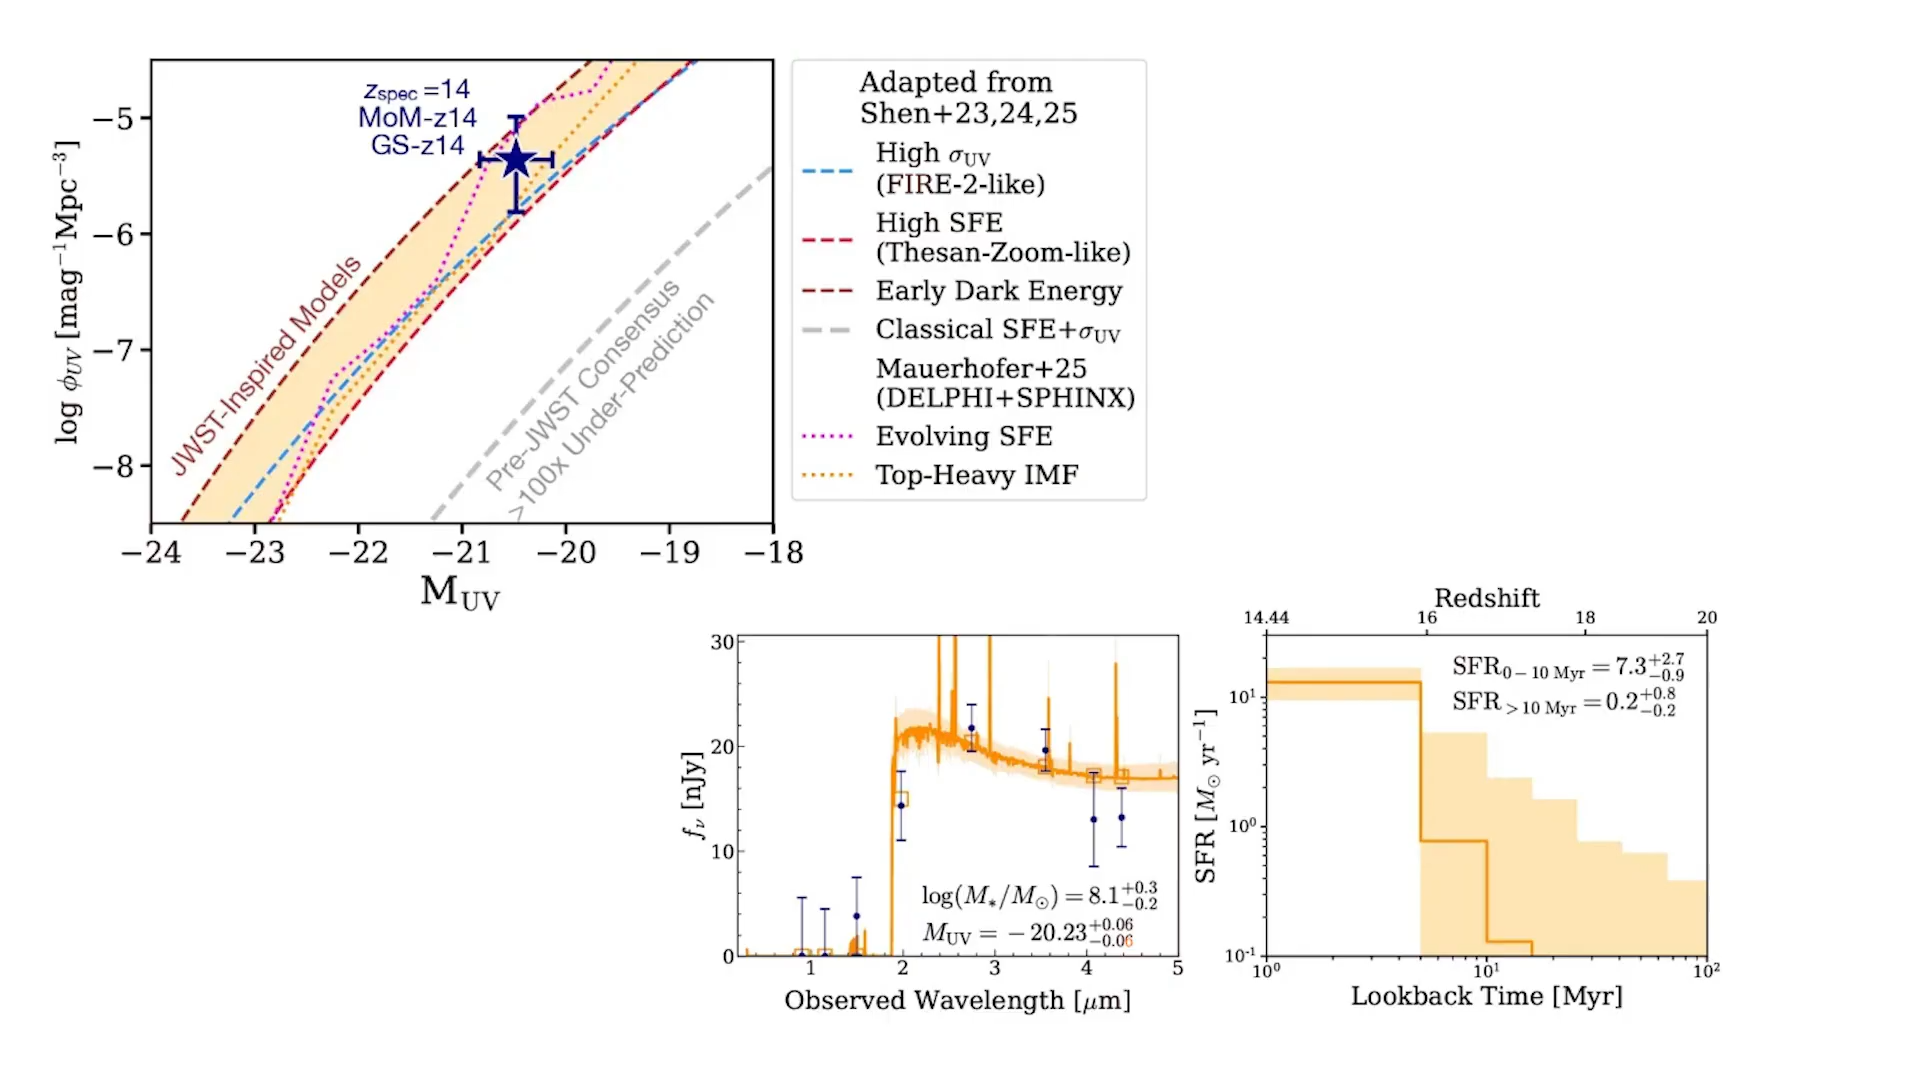 z_spec =14
MoM-z14
GS-z14
JWST-Inspired Models
Pre-JWST Consensus
>100x Under-Prediction
log ϕ_UV [mag⁻¹Mpc⁻³]
−5
−6
−7
−8
−24 −23 −22 −21 −20 −19 −18
M_UV
Adapted from
Shen+23,24,25
High σ_UV
(FIRE-2-like)
High SFE
(Thesan-Zoom-like)
Early Dark Energy
Classical SFE+σ_UV
Mauerhofer+25
(DELPHI+SPHINX)
Evolving SFE
Top-Heavy IMF
f_ν [nJy]
30
20
10
0
log(M_*/M_⊙) = 8.1^{+0.3}_{−0.2}
M_UV = −20.23^{+0.06}_{−0.06}
1 2 3 4 5
Observed Wavelength [μm]
Redshift
14.44 16 18 20
SFR_{0−10 Myr} = 7.3^{+2.7}_{−0.9}
SFR_{>10 Myr} = 0.2^{+0.8}_{−0.2}
SFR [M_⊙ yr⁻¹]
10¹
10⁰
10⁻¹
10⁰ 10¹ 10²
Lookback Time [Myr]